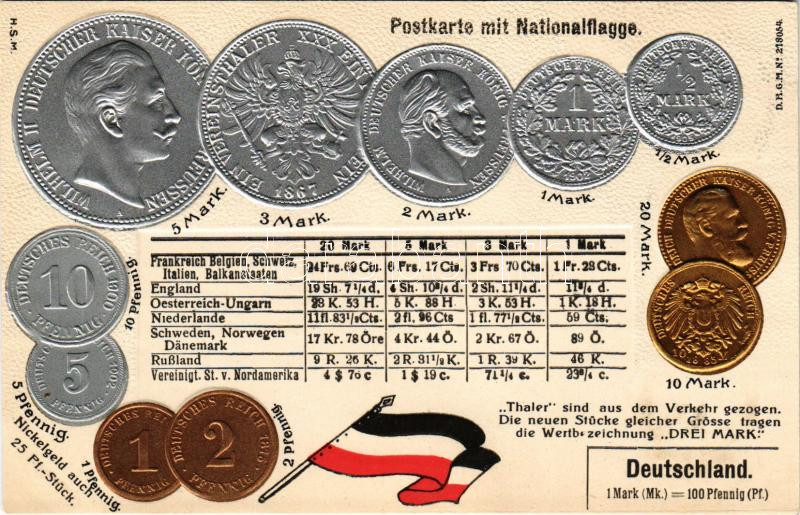 H.S.M.
Postkarte mit Nationalflagge.
D.R.G.M. Nº 218054.
WILHELM II DEUTSCHER KAISER KÖN PREUSSEN
A
5 Mark.
EIN VEREINSTHALER XXX EIN
1867
3 Mark.
DEUTSCHER KAISER KÖNIG
A
2 Mark.
DEUTSCHES REICH
1
MARK
1902
1 Mark.
DEUTSCHES REICH
1/2
MARK
1/2 Mark.
20 Mark.
10 Mark.
DEUTSCHES REICH 1900
10
PFENNIG
10 Pfennig
5
PFENNIG
5 Pfennig.
Nickelgeld auch
25 Pf.-Stück.
1
PFENNIG
1 Pfennig.
DEUTSCHES REICH
2
PFENNIG
2 Pfennig.
20 Mark 5 Mark 3 Mark 1 Mark
Frankreich Belgien, Schweiz,
Italien, Balkanstaaten 24 Frs. 69 Cts. 6 Frs. 17 Cts. 3 Frs 70 Cts. 1 Fr. 23 Cts.
England 19 Sh. 7 1/4 d. 4 Sh. 10 3/4 d. 2 Sh. 11 1/4 d. 11 3/4 d.
Oesterreich-Ungarn 23 K. 53 H. 5 K. 88 H. 3 K. 53 H. 1 K. 18 H.
Niederlande 11 fl. 83 1/2 Cts. 2 fl. 96 Cts 1 fl. 77 1/2 Cts. 59 Cts.
Schweden, Norwegen
Dänemark 17 Kr. 78 Öre 4 Kr. 44 Ö. 2 Kr. 67 Ö. 89 Ö.
Rußland 9 R. 26 K. 2 R. 31 1/2 K. 1 R. 39 K. 46 K.
Vereinigt. St. v. Nordamerika 4 $ 76 c 1 $ 19 c. 71 1/4 c. 23 3/4 c.
„Thaler" sind aus dem Verkehr gezogen.
Die neuen Stücke gleicher Grösse tragen
die Wertbezeichnung „DREI MARK"
Deutschland.
1 Mark (Mk.) = 100 Pfennig (Pf.)